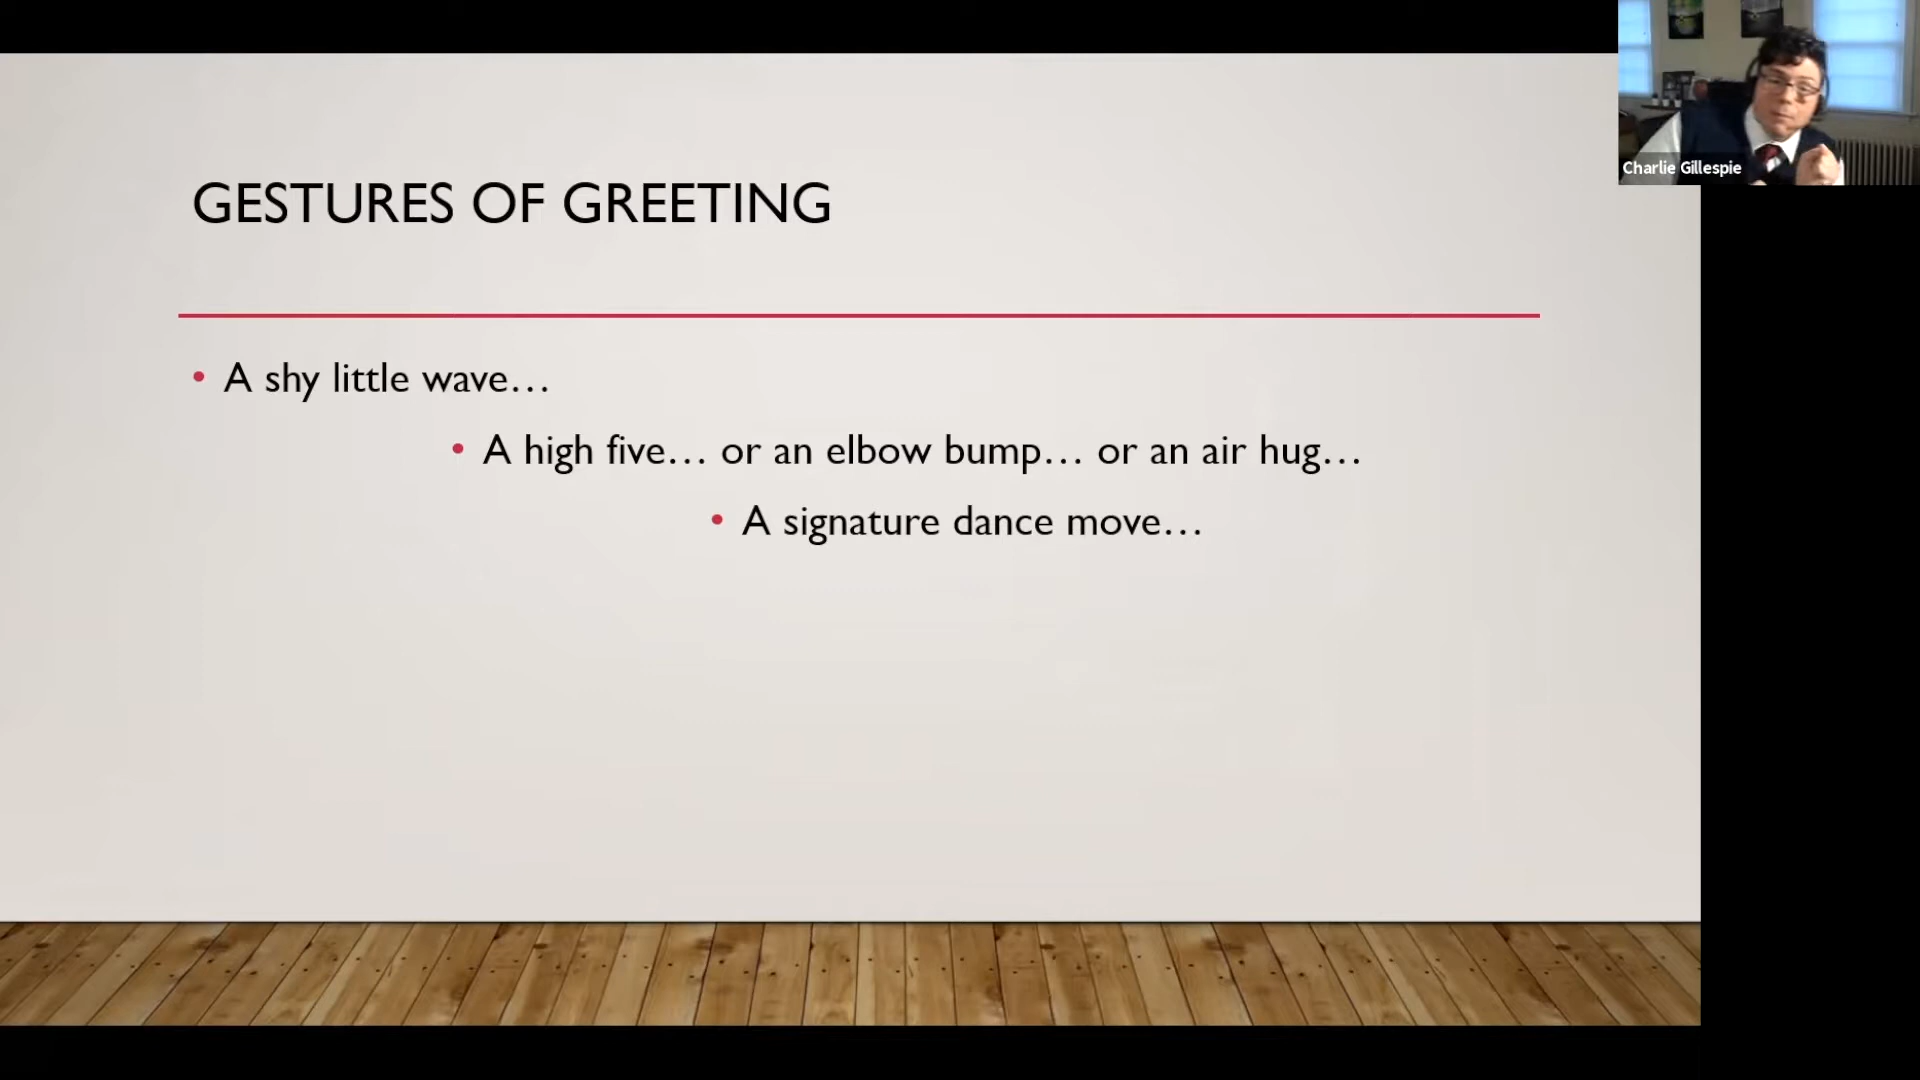 Charlie Gillespie
GESTURES OF GREETING
• A shy little wave…
• A high five… or an elbow bump… or an air hug…
• A signature dance move…